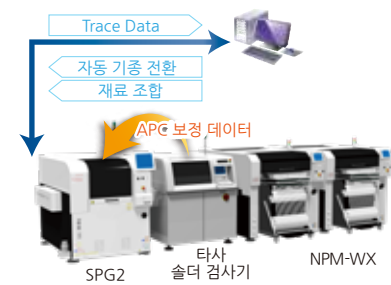 Trace Data
자동 기종 전환
재료 조합
APC 보정 데이터
타사
솔더 검사기
NPM-WX
SPG2